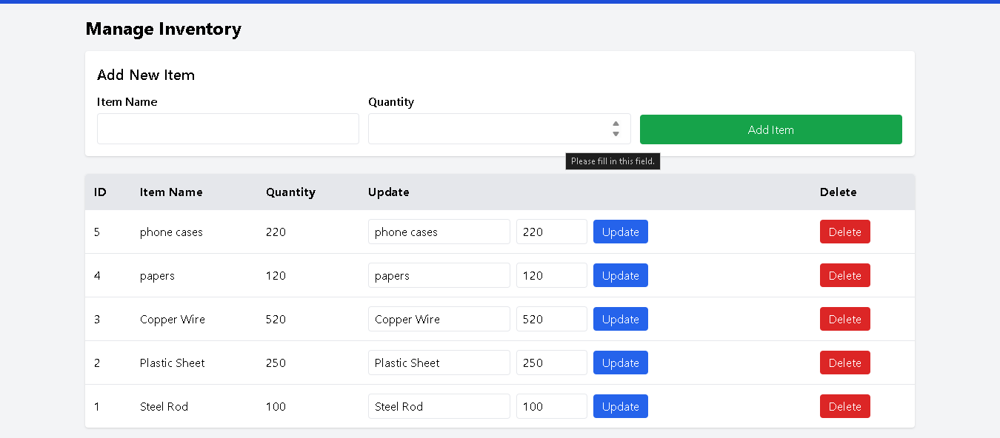 Manage Inventory
Add New Item
Item Name Quantity
Add Item
Please fill in this field.
ID Item Name Quantity Update Delete
5 phone cases 220 phone cases 220 Update Delete
4 papers 120 papers 120 Update Delete
3 Copper Wire 520 Copper Wire 520 Update Delete
2 Plastic Sheet 250 Plastic Sheet 250 Update Delete
1 Steel Rod 100 Steel Rod 100 Update Delete